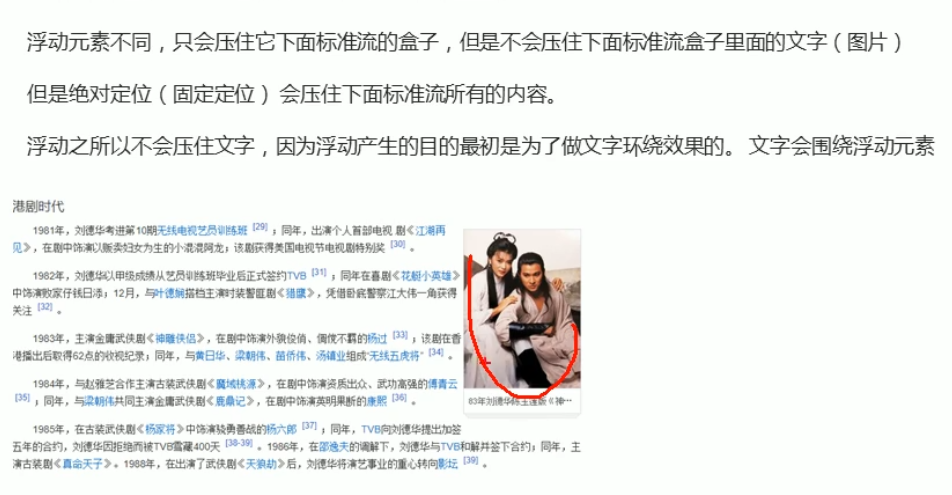 浮动元素不同，只会压住它下面标准流的盒子，但是不会压住下面标准流盒子里面的文字（图片）
但是绝对定位（固定定位） 会压住下面标准流所有的内容。
浮动之所以不会压住文字，因为浮动产生的目的最初是为了做文字环绕效果的。 文字会围绕浮动元素
港剧时代
1981年，刘德华考进第10期无线电视艺员训练班 [29] ；同年，出演个人首部电视 剧《江湖再
见》，在剧中饰演以贩卖妇女为生的小混混阿龙；该剧获得美国电视节电视剧特别奖 [30] 。
1982年，刘德华以甲级成绩从艺员训练班毕业后正式签约TVB [31] ；同年在喜剧《花艇小英雄》
中饰演败家仔钱日添；12月，与叶德娴搭档主演时装警匪剧《猎鹰》，凭借卧底警察江大伟一角获得
关注 [32] 。
1983年，主演金庸武侠剧《神雕侠侣》，在剧中饰演外貌俊俏、倜傥不羁的杨过 [33] ；该剧在香
港播出后取得62点的收视纪录；同年，与黄日华、梁朝伟、苗侨伟、汤镇业组成"无线五虎将" [34] 。
1984年，与赵雅芝合作主演古装武侠剧《魔域桃源》，在剧中饰演资质出众、武功高强的傅青云
[35] ；同年，与梁朝伟共同主演金庸武侠剧《鹿鼎记》，在剧中饰演英明果断的康熙 [36] 。
83年刘德华陈玉莲版《神…
1985年，在古装武侠剧《杨家将》中饰演骁勇善战的杨六郎 [37] ；同年，TVB向刘德华提出加签
五年的合约，刘德华因拒绝而被TVB雪藏400天 [38-39] 。1986年，在邵逸夫的调解下，刘德华与TVB和解并签下合约；同年，主
演古装剧《真命天子》。1988年，在出演了武侠剧《天狼劫》后，刘德华将演艺事业的重心转向影坛 [39] 。